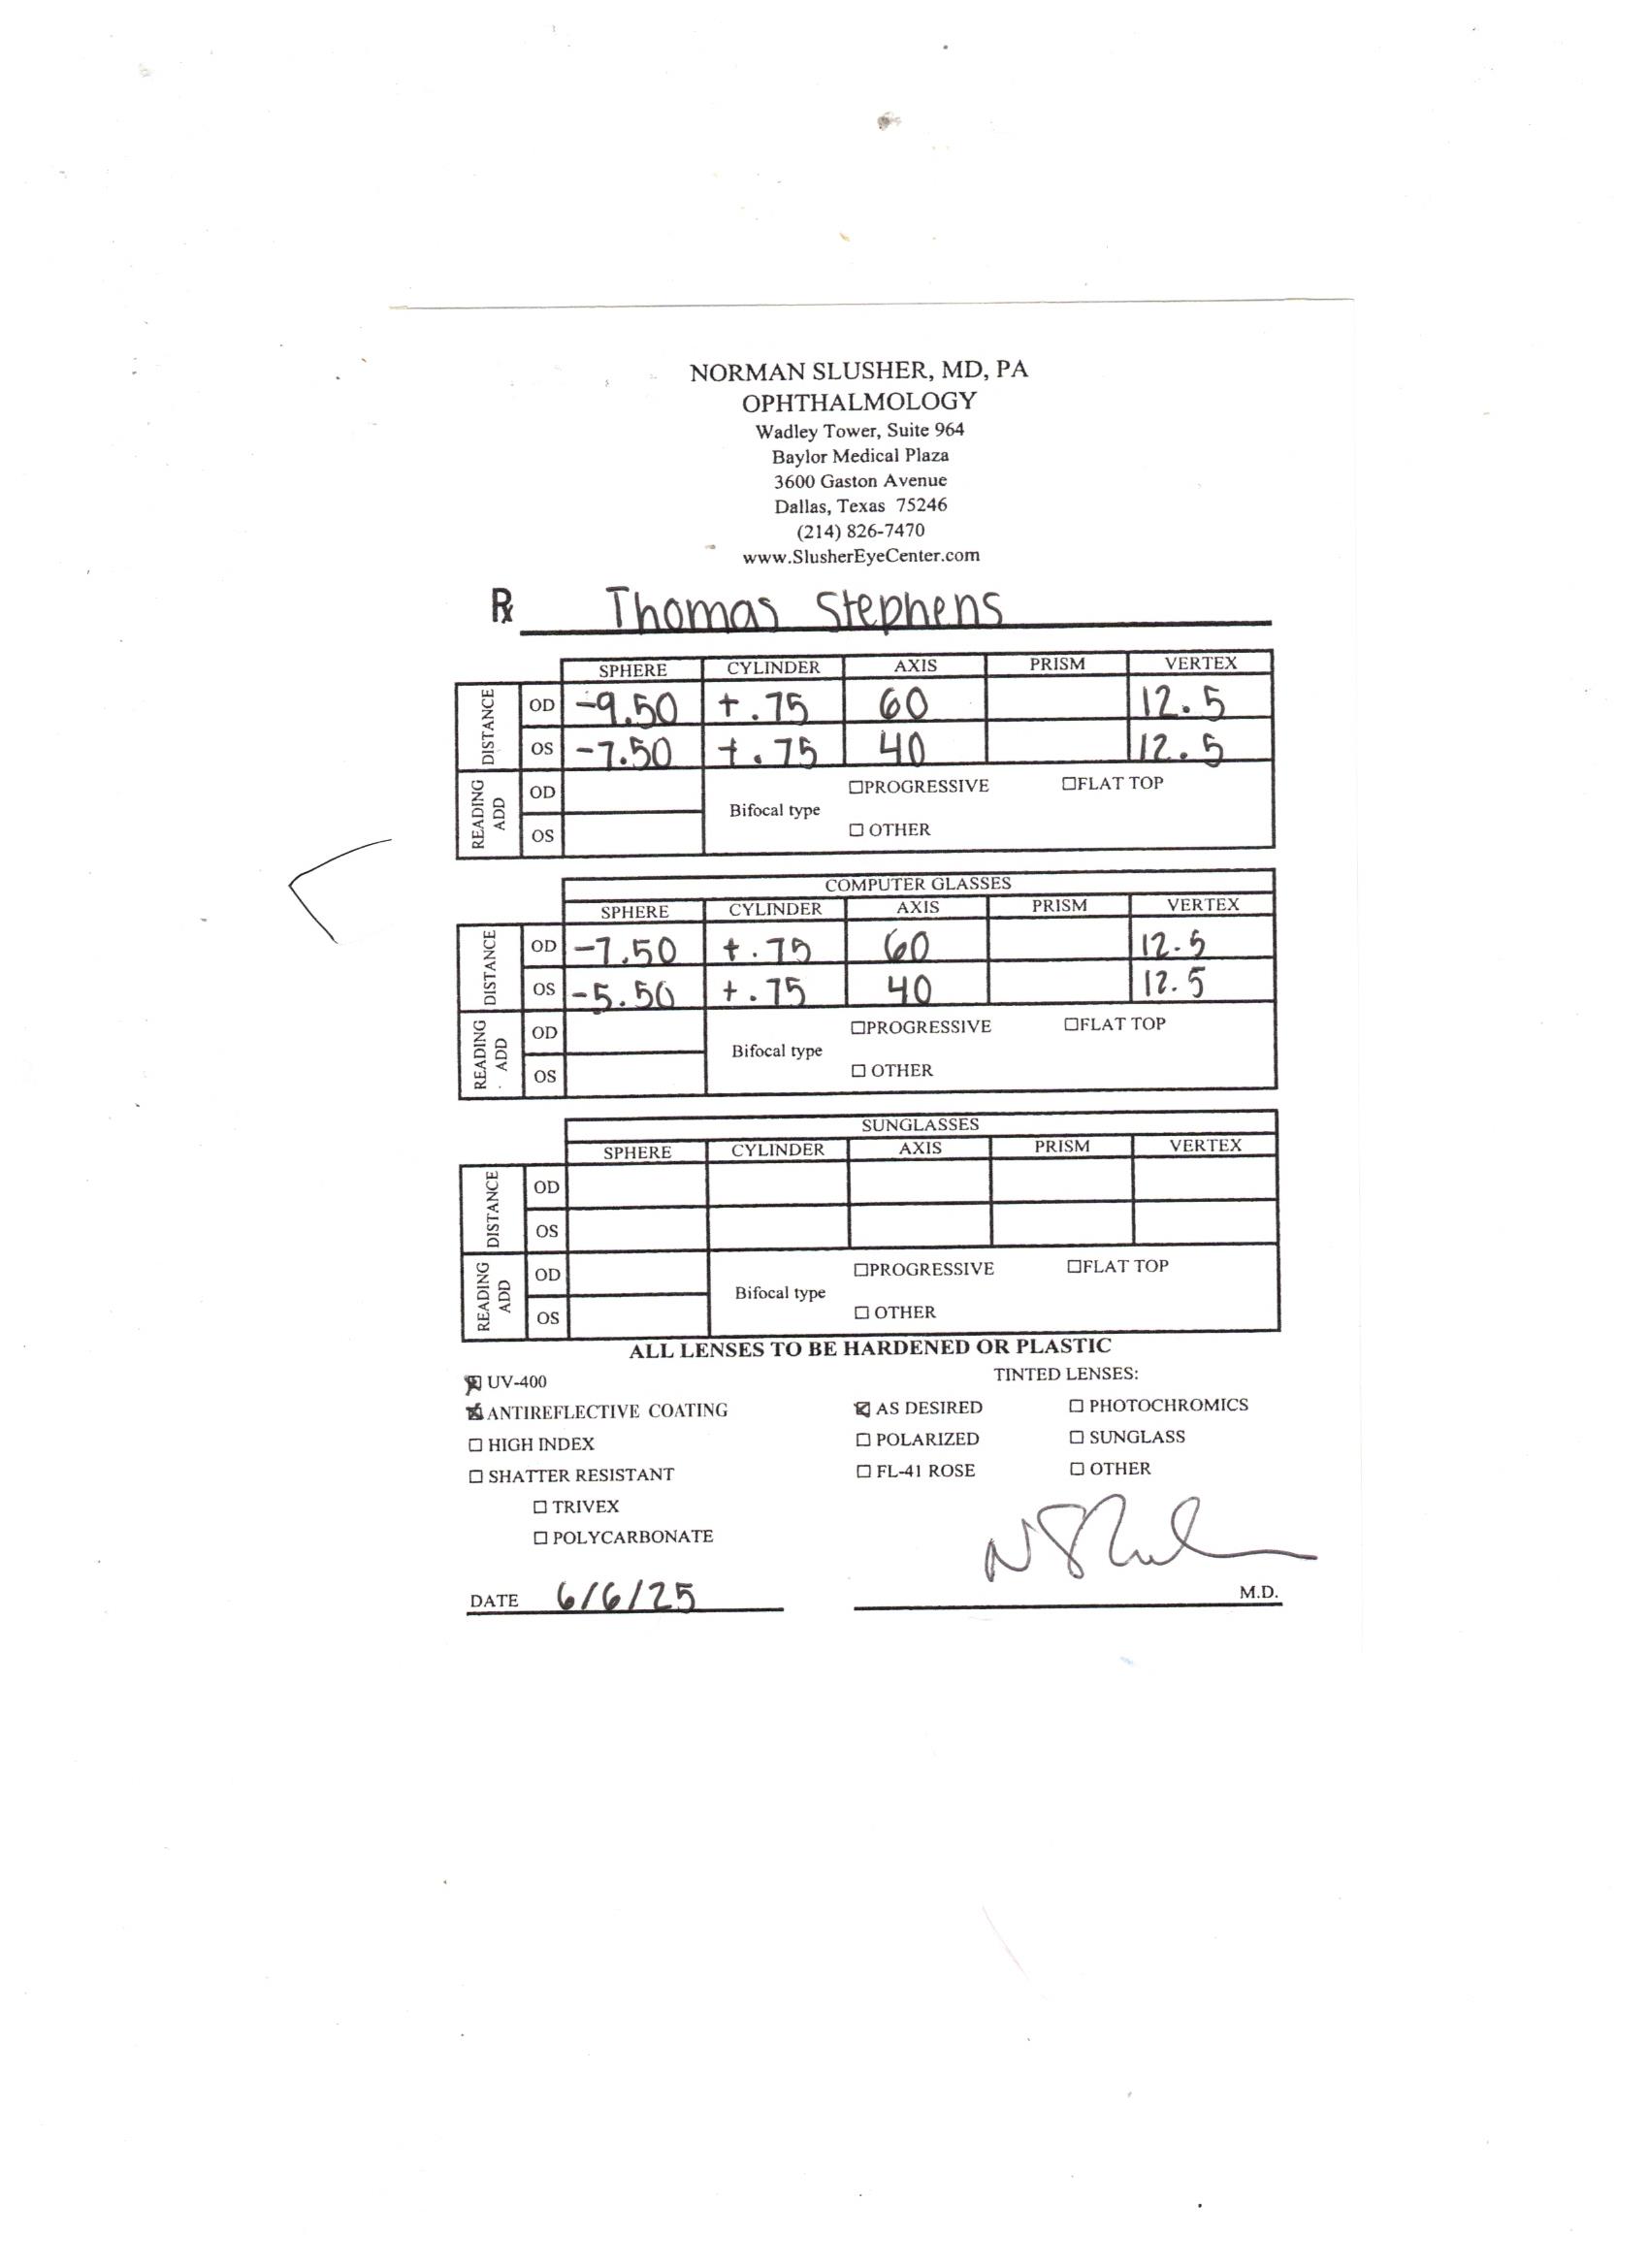 NORMAN SLUSHER, MD, PA
OPHTHALMOLOGY
Wadley Tower, Suite 964
Baylor Medical Plaza
3600 Gaston Avenue
Dallas, Texas 75246
(214) 826-7470
www.SlusherEyeCenter.com
Rx Thomas Stephens
SPHERE CYLINDER AXIS PRISM VERTEX
DISTANCE
OD -9.50 +.75 60 12.5
OS -7.50 +.75 40 12.5
READING ADD
OD
OS
Bifocal type
☐PROGRESSIVE ☐FLAT TOP
☐ OTHER
COMPUTER GLASSES
SPHERE CYLINDER AXIS PRISM VERTEX
DISTANCE
OD -7.50 +.75 60 12.5
OS -5.50 +.75 40 12.5
READING ADD
OD
OS
Bifocal type
☐PROGRESSIVE ☐FLAT TOP
☐ OTHER
SUNGLASSES
SPHERE CYLINDER AXIS PRISM VERTEX
DISTANCE
OD
OS
READING ADD
OD
OS
Bifocal type
☐PROGRESSIVE ☐FLAT TOP
☐ OTHER
ALL LENSES TO BE HARDENED OR PLASTIC
☒ UV-400
☒ ANTIREFLECTIVE COATING
☐ HIGH INDEX
☐ SHATTER RESISTANT
☐ TRIVEX
☐ POLYCARBONATE
TINTED LENSES:
☒ AS DESIRED ☐ PHOTOCHROMICS
☐ POLARIZED ☐ SUNGLASS
☐ FL-41 ROSE ☐ OTHER
DATE 6/6/25
M.D.